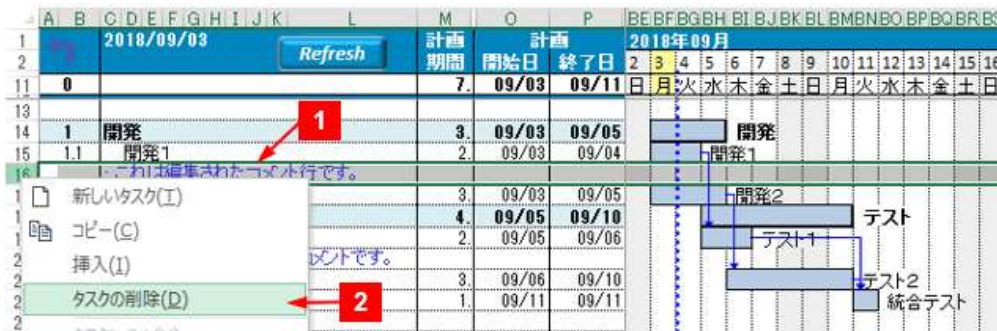 A B C D E F G H I J K L M O P BE BF BG BH BI BJ BK BL BM BN BO BP BQ BR BS
1 2018/09/03 Refresh 計画 計画 2018年09月
2 期間 開始日 終了日 2 3 4 5 6 7 8 9 10 11 12 13 14 15 16
11 0 7. 09/03 09/11 日 月 火 水 木 金 土 日 月 火 水 木 金 土 日
13
14 1 開発 3. 09/03 09/05 開発
15 1.1 開発1 2. 09/03 09/04 開発1
16 これは編集されたコメント行です。
新しいタスク(T) 3. 09/03 09/05 開発2
4. 09/05 09/10 テスト
コピー(C) 2. 09/05 09/06 テスト1
挿入(I) コメントです。
3. 09/06 09/10 テスト2
タスクの削除(D) 1. 09/11 09/11 統合テスト
1
2